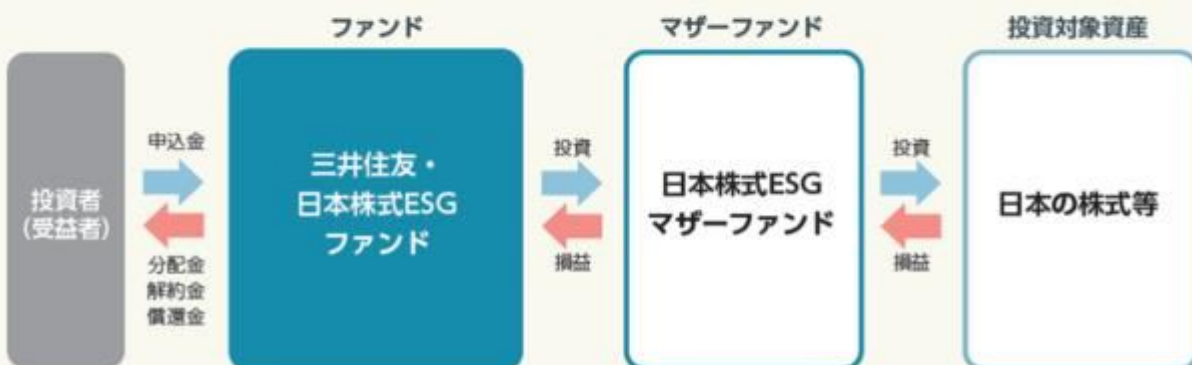 ファンド
マザーファンド
投資対象資産
投資者
(受益者)
申込金
分配金
解約金
償還金
三井住友・
日本株式ESG
ファンド
投資
損益
日本株式ESG
マザーファンド
投資
損益
日本の株式等